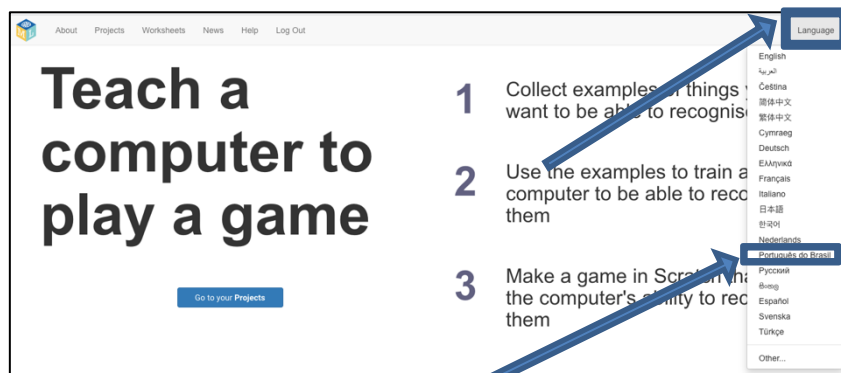 About Projects Worksheets News Help Log Out Language
Teach a
computer to
play a game
Go to your Projects
1 Collect examples of things
want to be able to recognise
2 Use the examples to train a
computer to be able to
them
3 Make a game in Scratch
the computer's ability to
them
English
العربية
Čeština
简体中文
繁体中文
Cymraeg
Deutsch
Ελληνικά
Français
Italiano
日本語
한국어
Nederlands
Português do Brasil
Русский
සිංහල
Español
Svenska
Türkçe
Other...